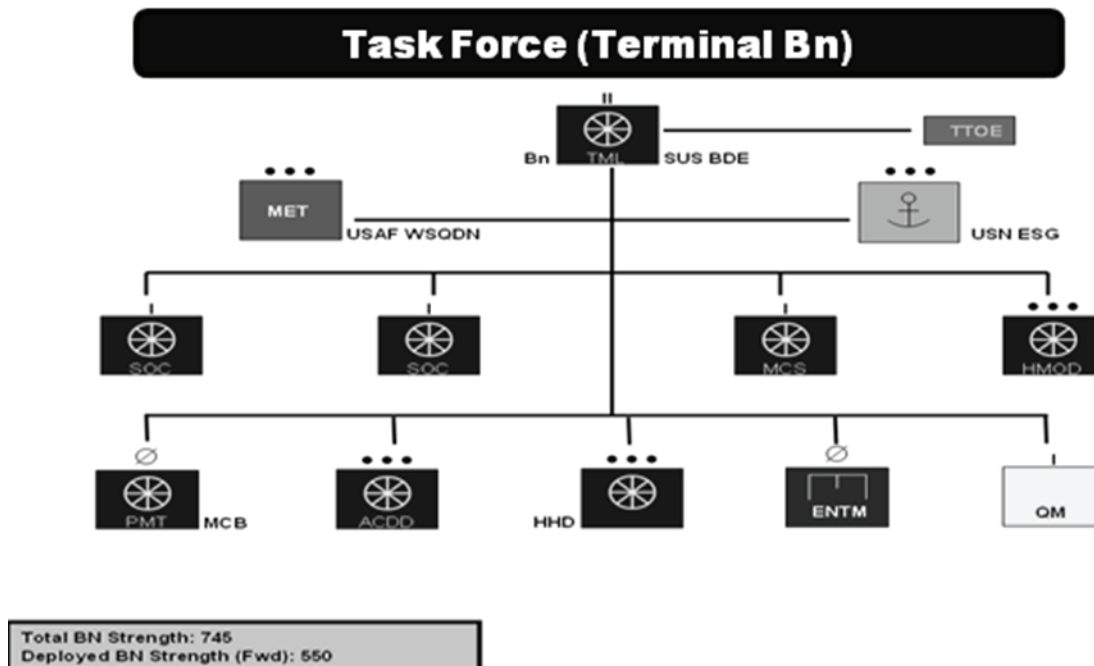 Task Force (Terminal Bn)
TTOE
Bn TML SUS BDE
MET
USAF WSQDN
USN ESG
SOC SOC MCS HMOD
PMT MCB ACDD HHD ENTM QM
Total BN Strength: 745
Deployed BN Strength (Fwd): 550